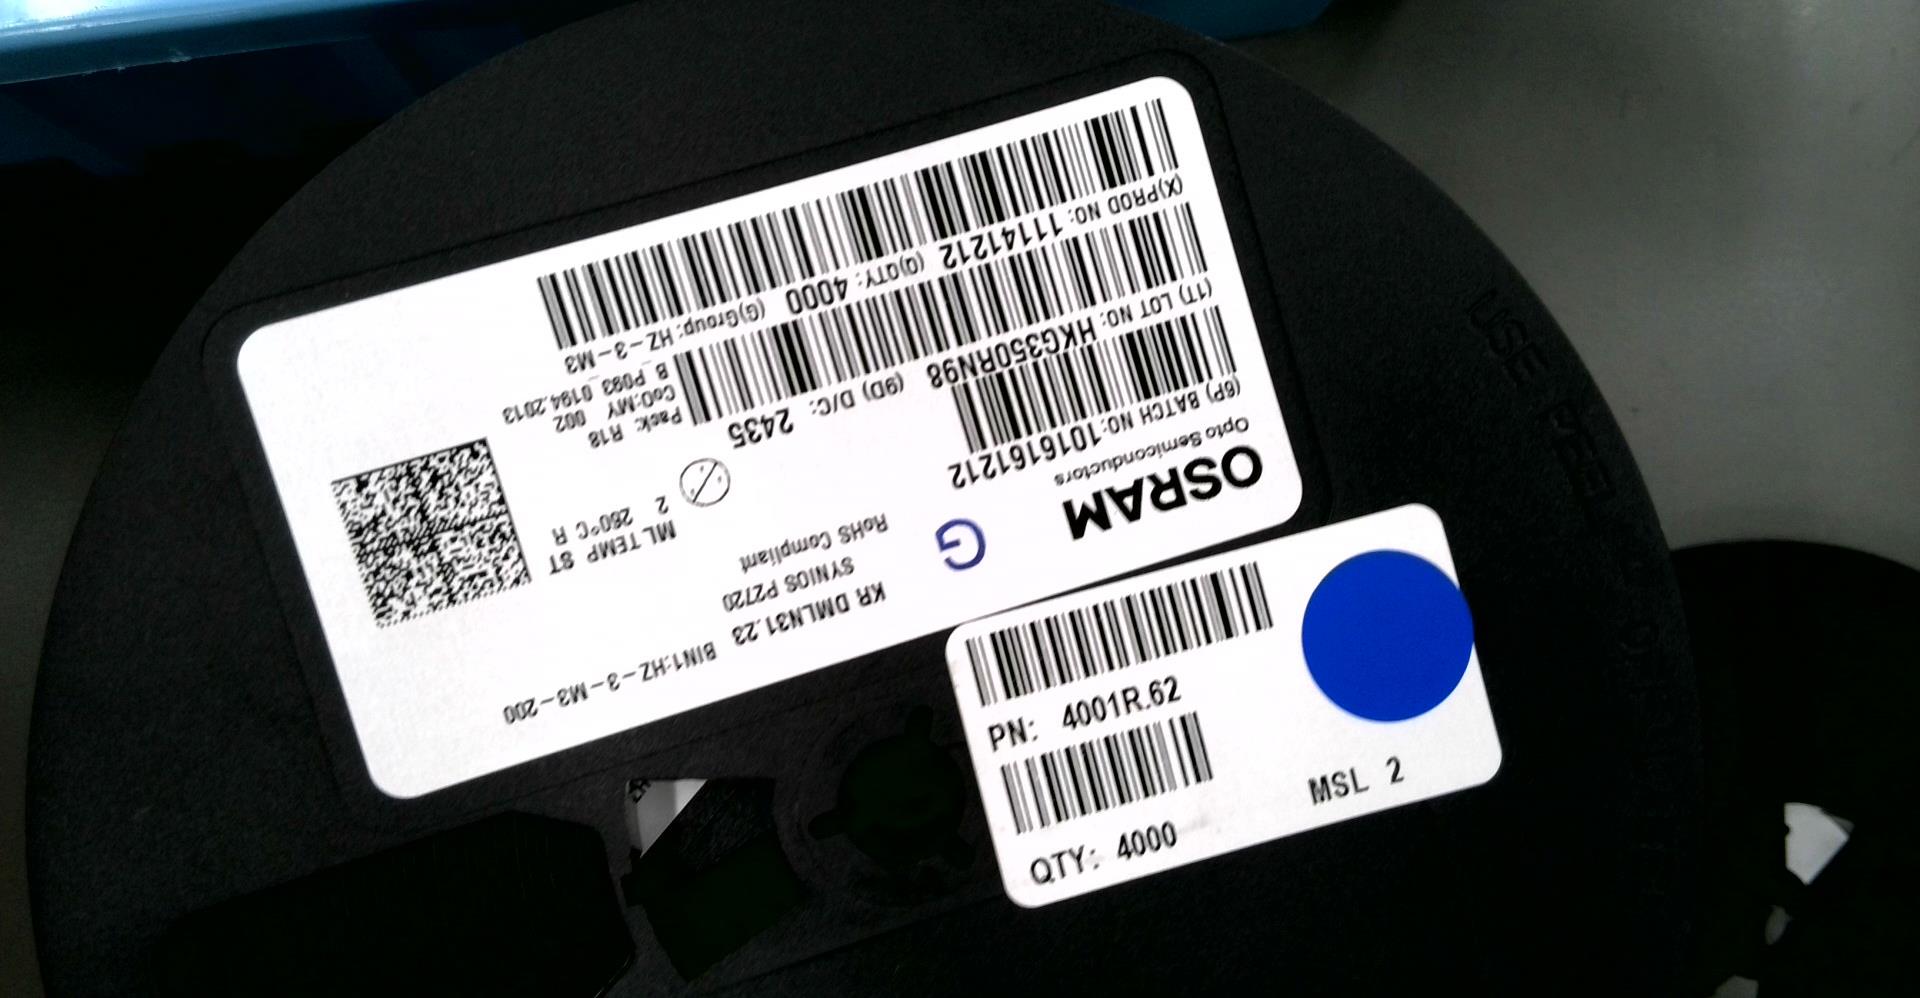 OSRAM
Opto Semiconductors
G
(6P) BATCH NO: 1016161212
(1T) LOT NO: HKG350RN98
(9D) D/C: 2435
(X)PROD NO: 11141212
(Q)QTY: 4000
(G)Group: HZ-3-M3
KR DMLN31.23
BIN1:HZ-3-M3-200
SYNIOS P2720
RoHS Compliant
ML TEMP ST
2 260°C R
Pack: R18
CoO:MY 002
B_P093_0194.2013
PN: 4001R.62
QTY: 4000
MSL 2
USE